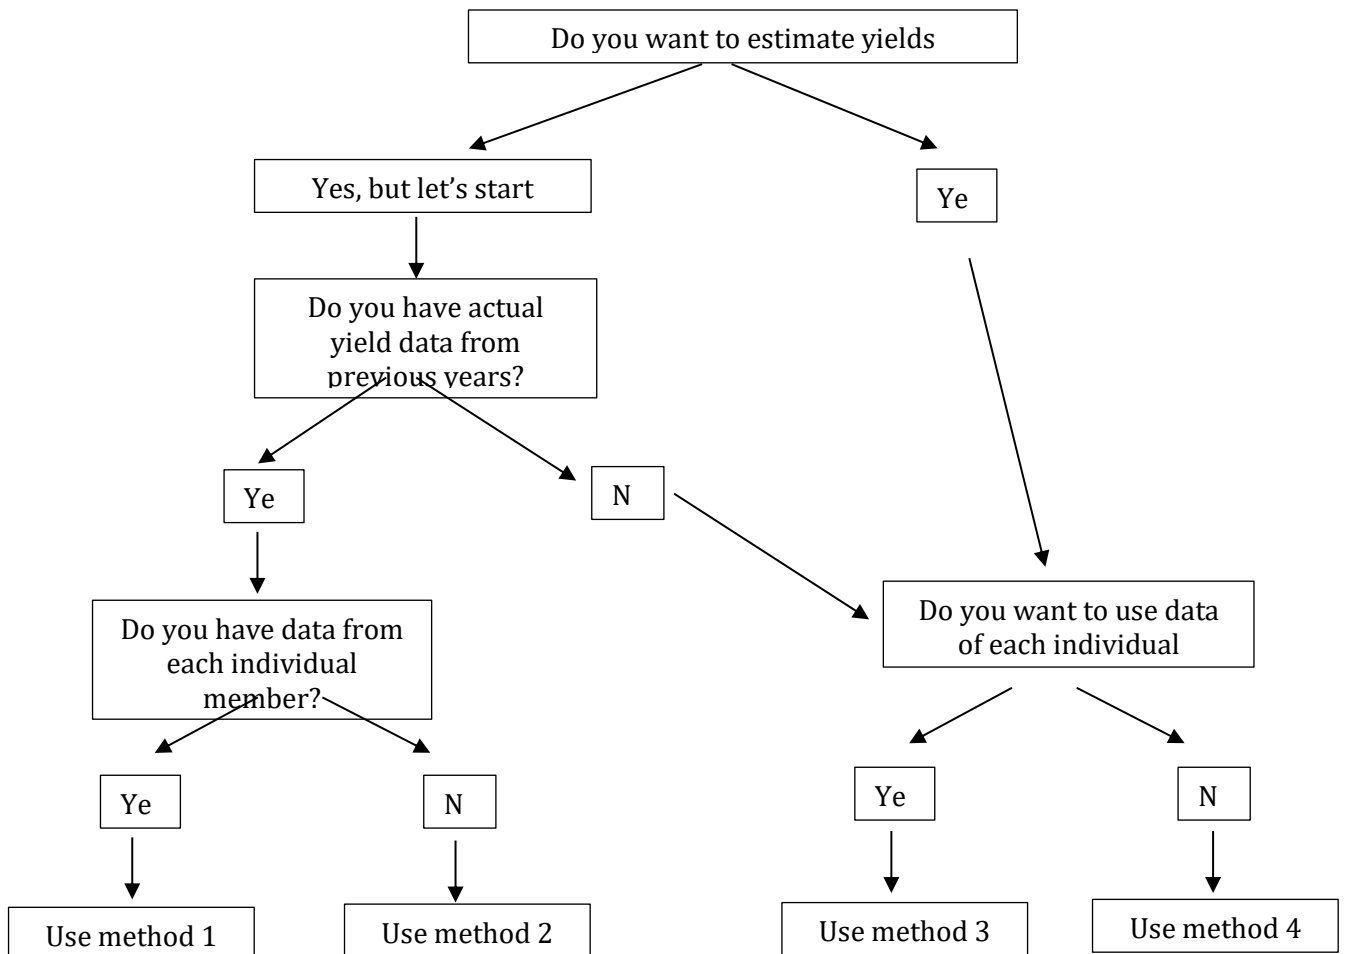 Do you want to estimate yields
Yes, but let’s start
Ye
Do you have actual
yield data from
previous years?
Ye
N
Do you have data from
each individual
member?
Do you want to use data
of each individual
Ye
N
Ye
N
Use method 1
Use method 2
Use method 3
Use method 4